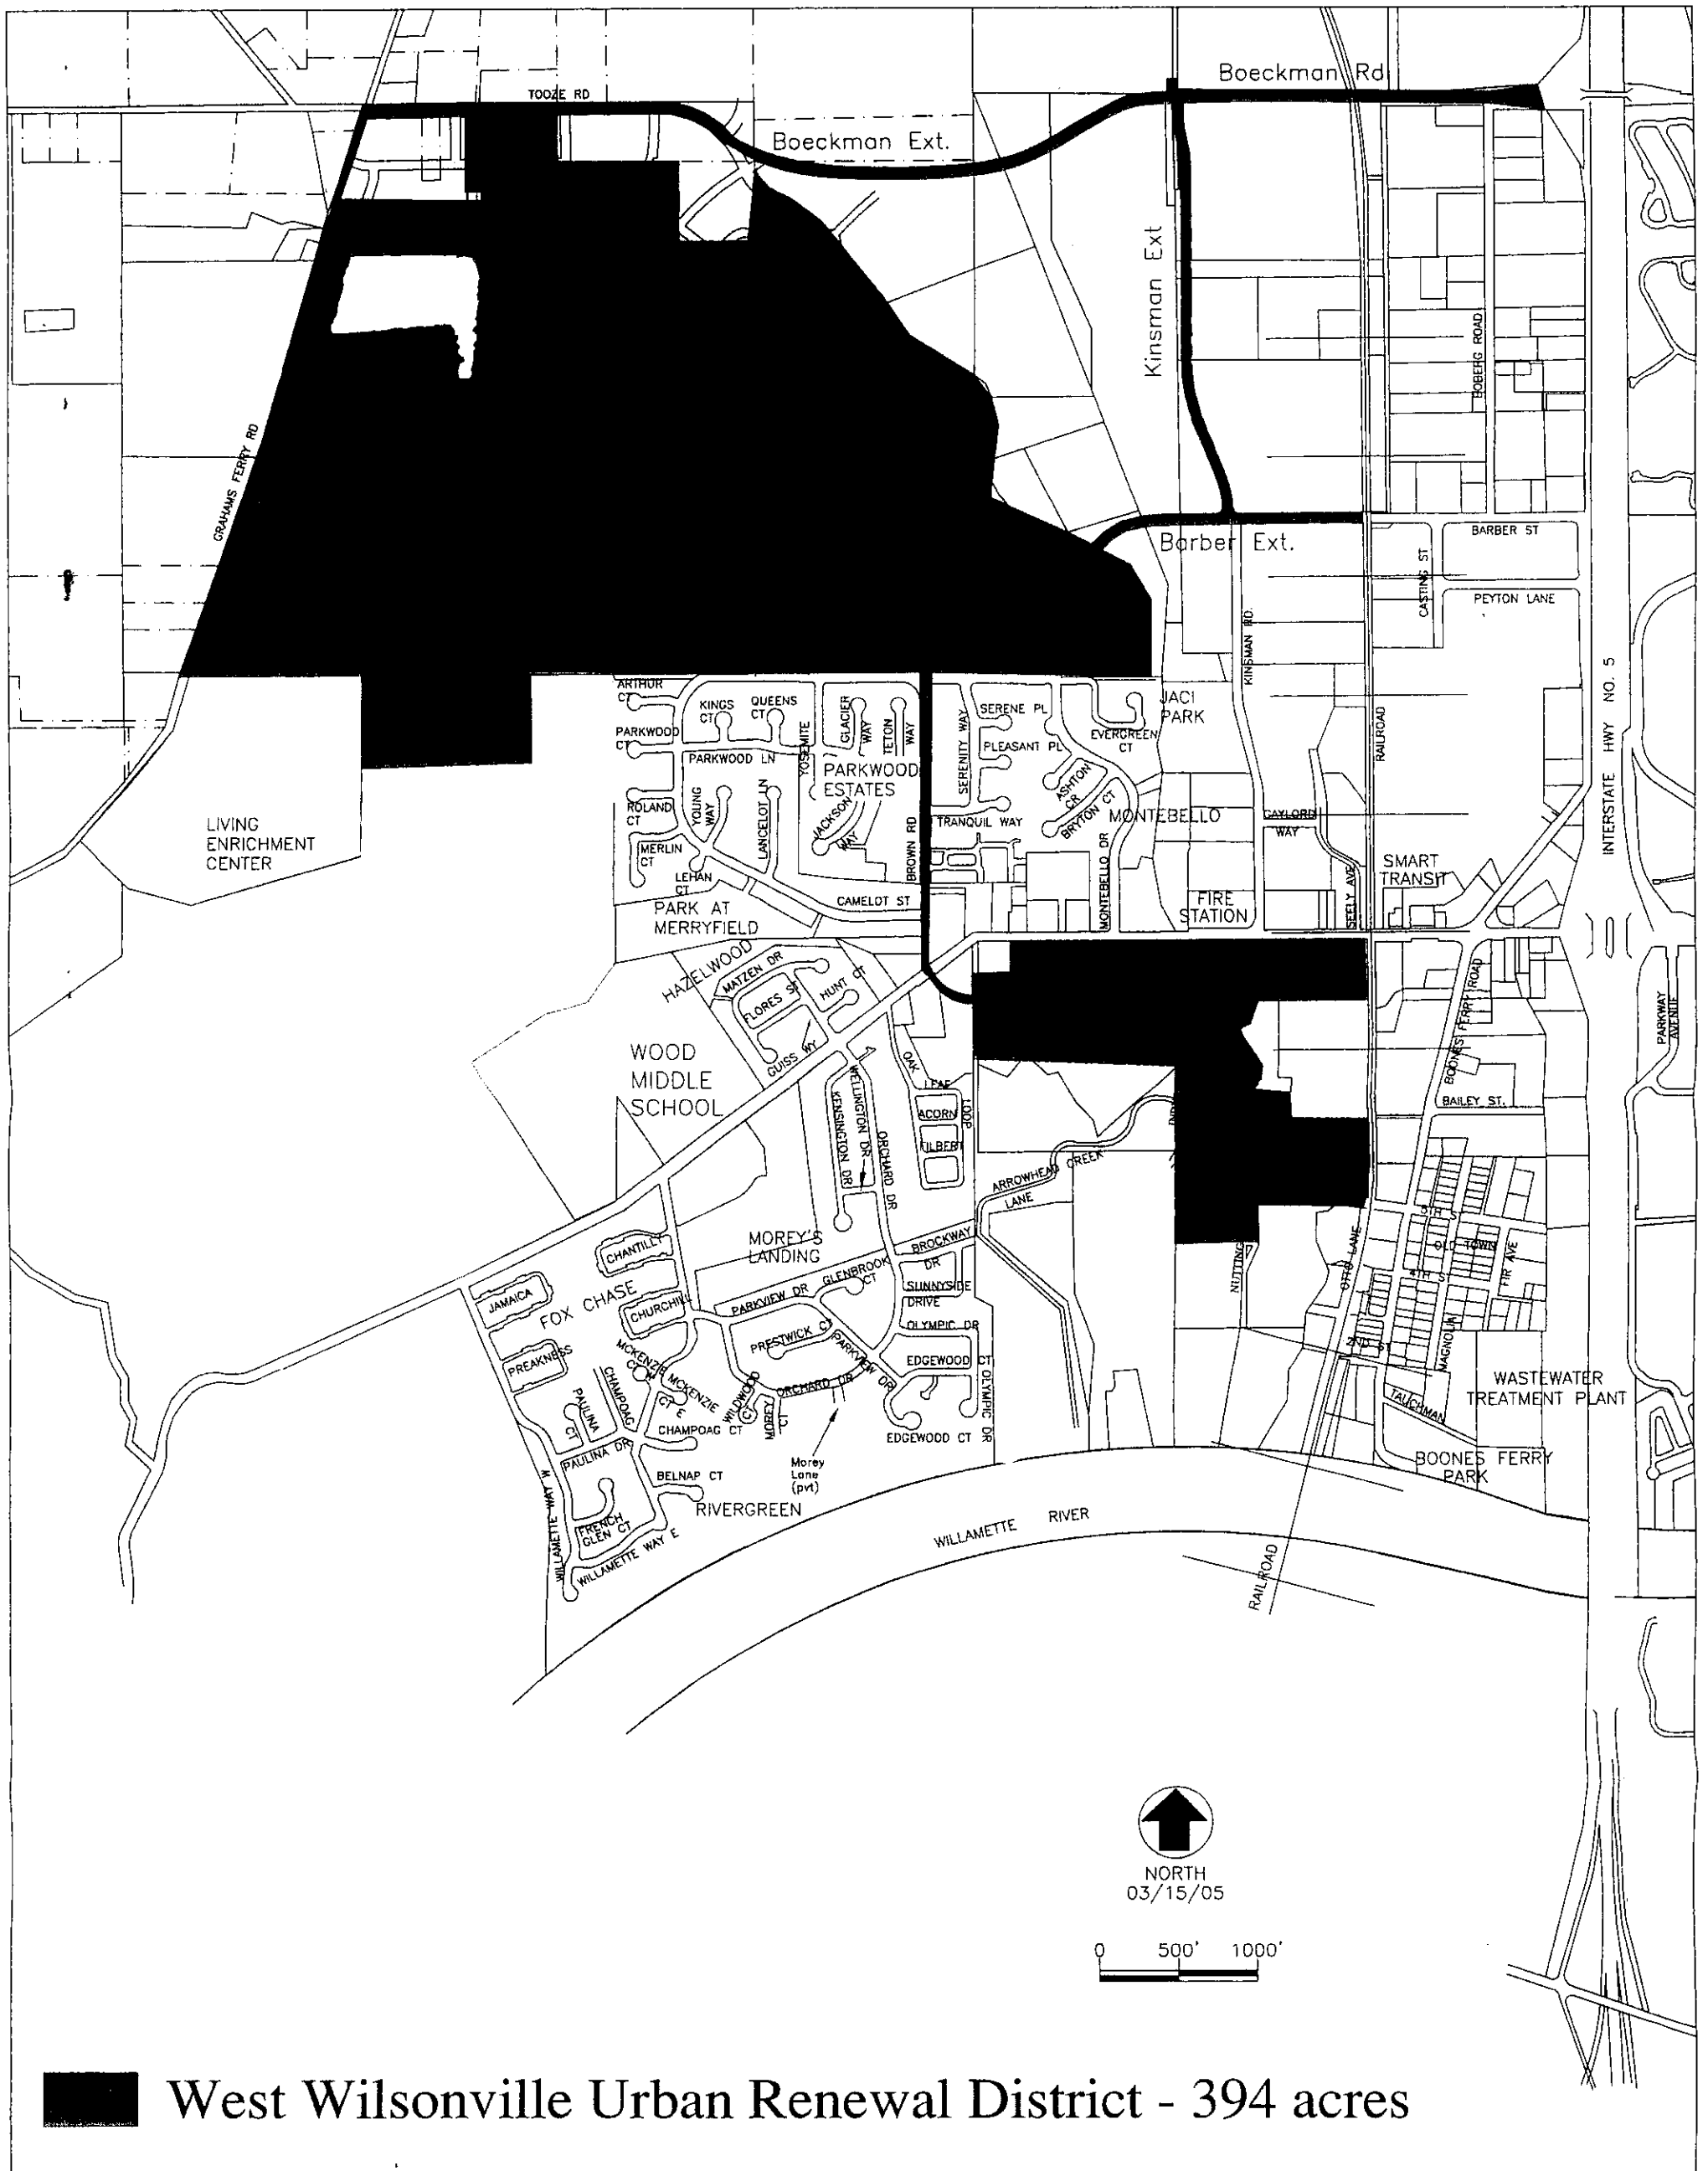 Boeckman Rd
TOOZE RD
Boeckman Ext.
Kinsman Ext
BOBERG ROAD
GRAHAMS FERRY RD
BARBER ST
Barber Ext.
CASTING ST
PEYTON LANE
KINSMAN RD.
INTERSTATE HWY NO. 5
RAILROAD
ARTHUR
CT
KINGS
CT
QUEENS
CT
GLACIER
WAY
TETON
WAY
SERENITY WAY
SERENE PL
JACI
PARK
EVERGREEN
CT
PARKWOOD
CT
YOSEMITE
PLEASANT PL
PARKWOOD LN
PARKWOOD
ESTATES
ASHTON
CR
BRYTON CT
MONTEBELLO
ROLAND
CT
YOUNG
WAY
LANCELOT LN
JACKSON
WAY
BROWN RD
TRANQUIL WAY
GAYLORD
WAY
LIVING
ENRICHMENT
CENTER
MERLIN
CT
LEHAN
CT
MONTEBELLO DR
SEELY AVE
SMART
TRANSIT
CAMELOT ST
FIRE
STATION
PARK AT
MERRYFIELD
HAZELWOOD
MATZEN DR
FLORES ST
HUNT CT
GUISS WY
BOONES FERRY ROAD
PARKWAY
AVENUE
WOOD
MIDDLE
SCHOOL
OAK
LEAF
LOOP
ACORN
WELLINGTON DR
KENSINGTON DR
ORCHARD DR
BAILEY ST.
ARROWHEAD CREEK
LANE
5TH ST
OLD TOWN
4TH ST
FIR AVE
MOREY'S
LANDING
BROCKWAY
DR
CHANTILLY
GLENBROOK
CT
NUTTING
OTTO LANE
JAMAICA
FOX CHASE
CHURCHILL
PARKVIEW DR
SUNNYSIDE
DRIVE
OLYMPIC DR
PRESTWICK CT
PARKVIEW DR
2ND ST
MAGNOLIA
PREAKNESS
MCKENZIE
CT W
MCKENZIE
CT E
EDGEWOOD CT
OLYMPIC DR
WASTEWATER
TREATMENT PLANT
CHAMPOAG
WILDWOOD
CT
ORCHARD DR
MOREY
CT
PAULINA
CT
TAUCHMAN
CHAMPOAG CT
EDGEWOOD CT
PAULINA DR
Morey
Lane
(pvt)
BOONES FERRY
PARK
BELNAP CT
RIVERGREEN
WILLAMETTE WAY W
FRENCH
GLEN CT
WILLAMETTE WAY E
WILLAMETTE RIVER
RAILROAD
NORTH
03/15/05
0 500' 1000'
West Wilsonville Urban Renewal District - 394 acres